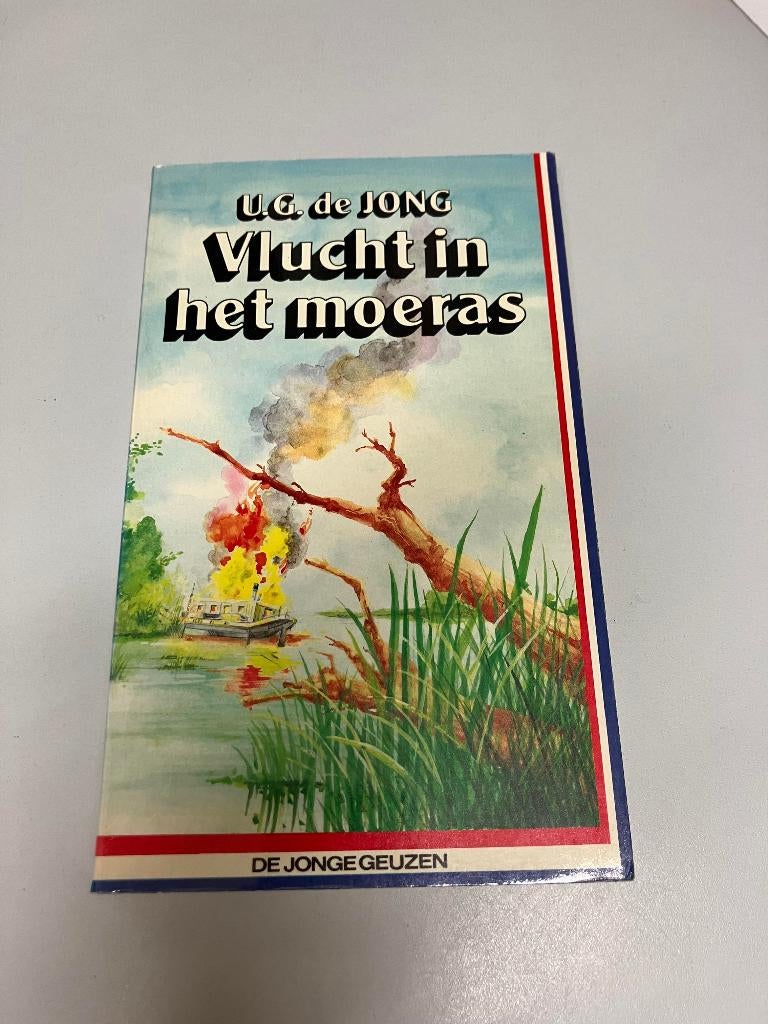 U.G. de JONG
Vlucht in
het moeras
DE JONGE GEUZEN